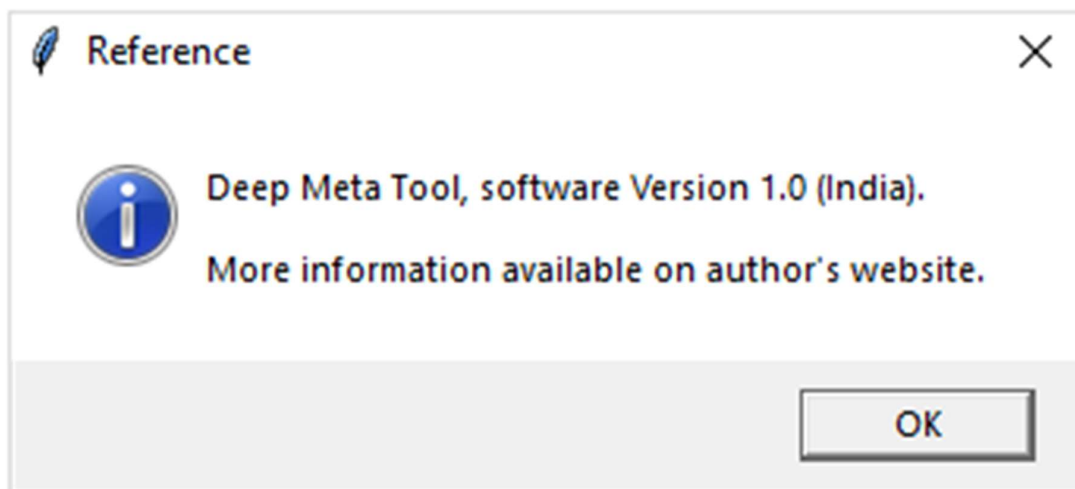 Reference
Deep Meta Tool, software Version 1.0 (India).
More information available on author's website.
OK